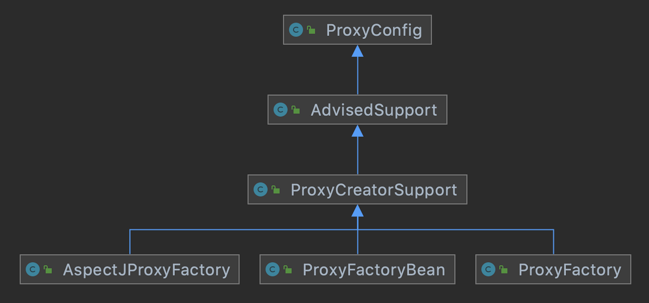 ProxyConfig
AdvisedSupport
ProxyCreatorSupport
AspectJProxyFactory
ProxyFactoryBean
ProxyFactory